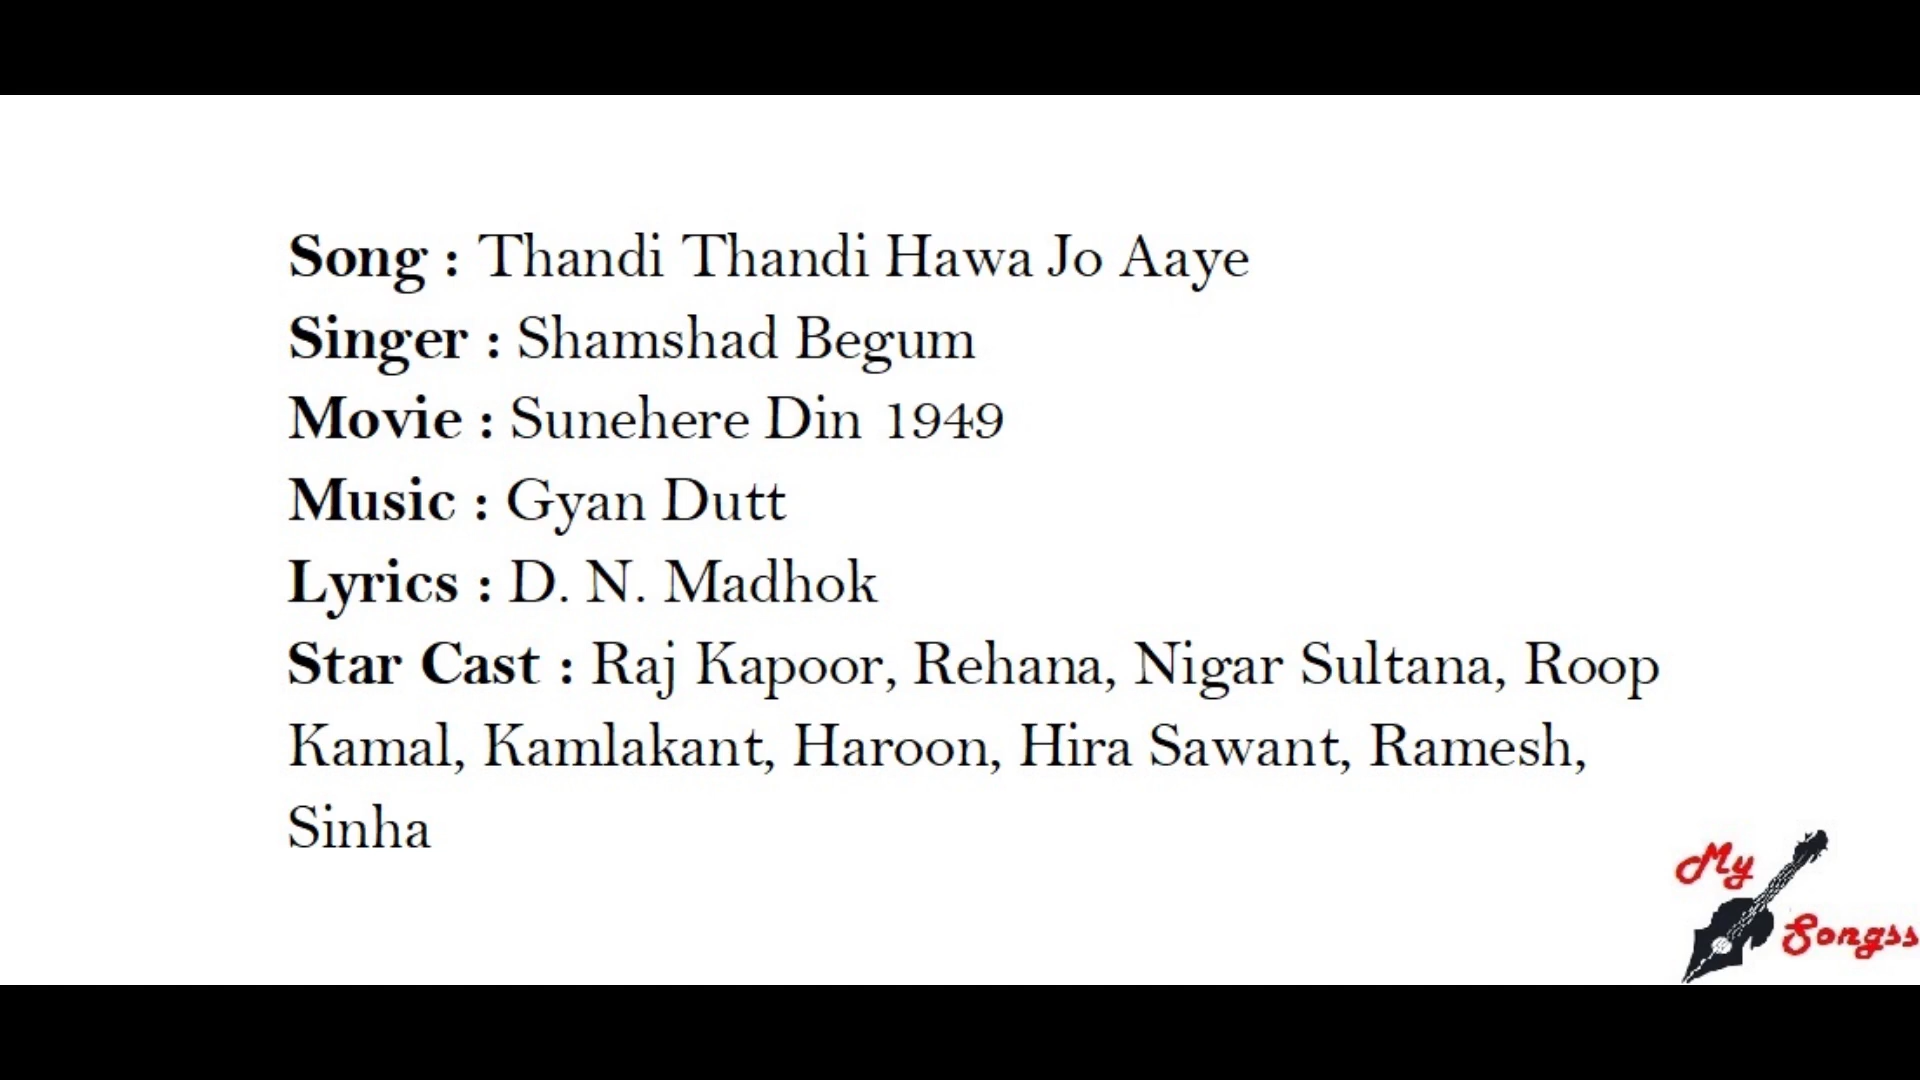 Song : Thandi Thandi Hawa Jo Aaye
Singer : Shamshad Begum
Movie : Sunehere Din 1949
Music : Gyan Dutt
Lyrics : D. N. Madhok
Star Cast : Raj Kapoor, Rehana, Nigar Sultana, Roop
Kamal, Kamlakant, Haroon, Hira Sawant, Ramesh,
Sinha
My
Songss